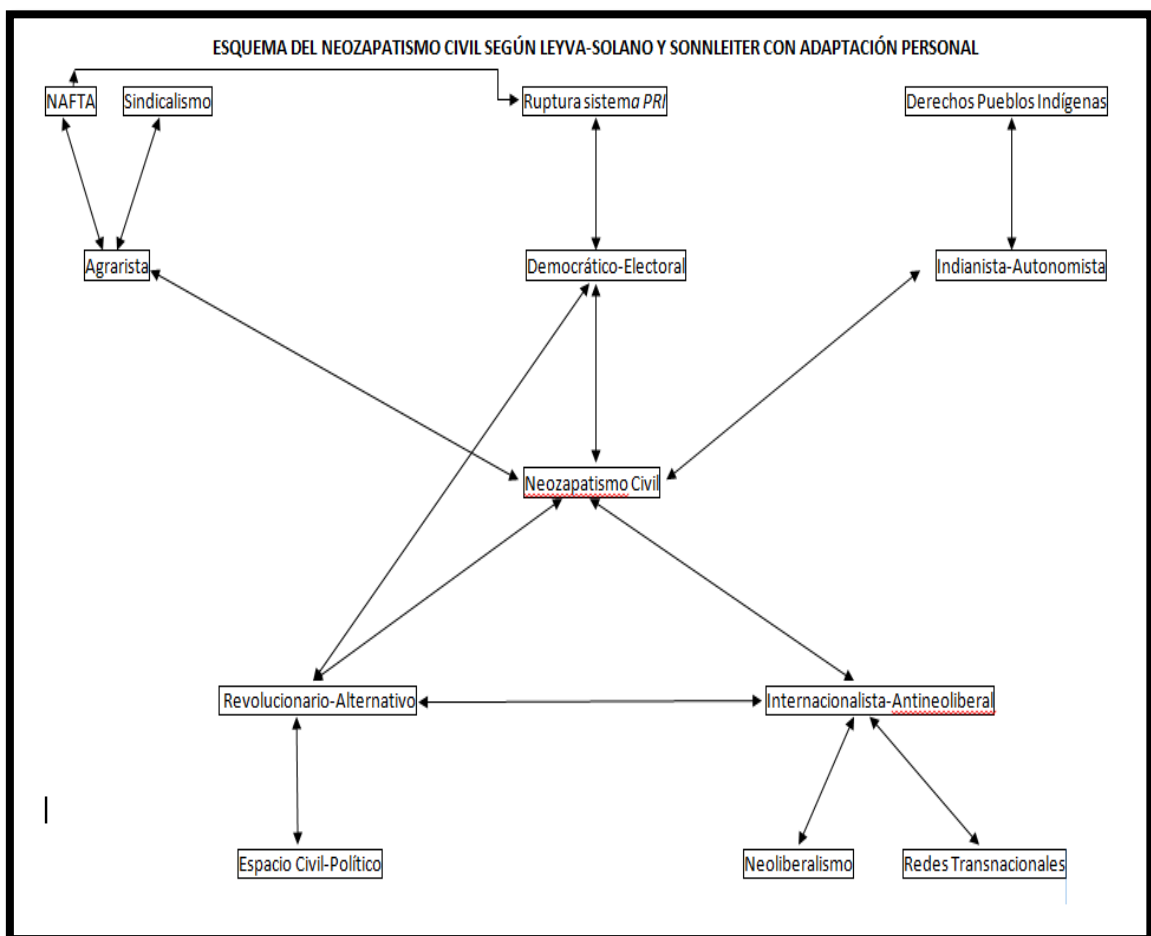 ESQUEMA DEL NEOZAPATISMO CIVIL SEGÚN LEYVA-SOLANO Y SONNLEITER CON ADAPTACIÓN PERSONAL
NAFTA
Sindicalismo
Ruptura sistema PRI
Derechos Pueblos Indígenas
Agrarista
Democrático-Electoral
Indianista-Autonomista
Neozapatismo Civil
Revolucionario-Alternativo
Internacionalista-Antineoliberal
Espacio Civil-Político
Neoliberalismo
Redes Transnacionales